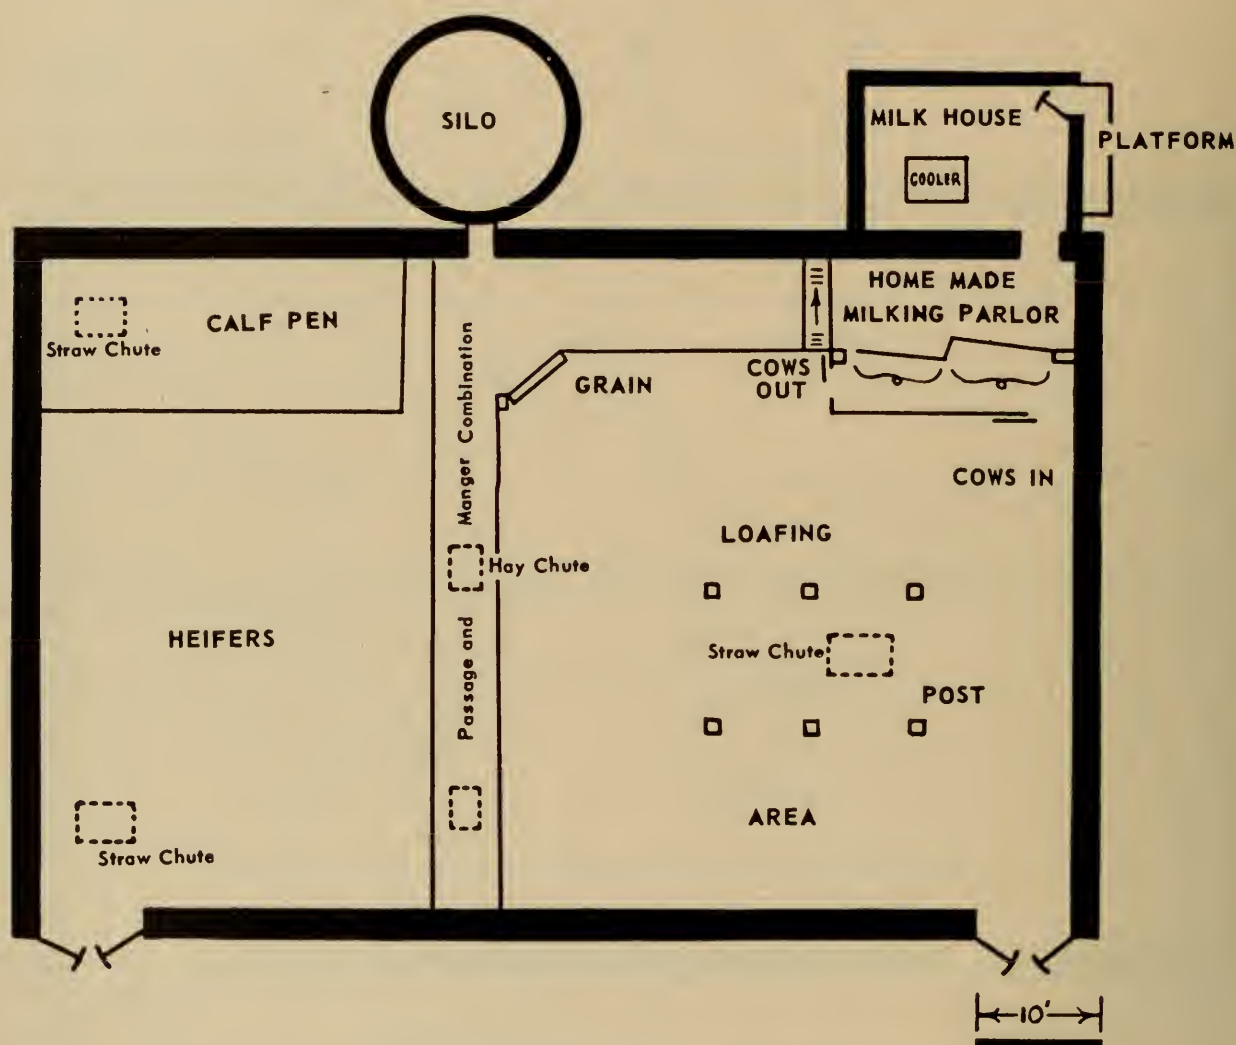 SILO
MILK HOUSE
PLATFORM
COOLER
HOME MADE
MILKING PARLOR
CALF PEN
Straw Chute
Passage and Manger Combination
GRAIN
COWS
OUT
COWS IN
LOAFING
Hay Chute
HEIFERS
Straw Chute
POST
AREA
Straw Chute
10'